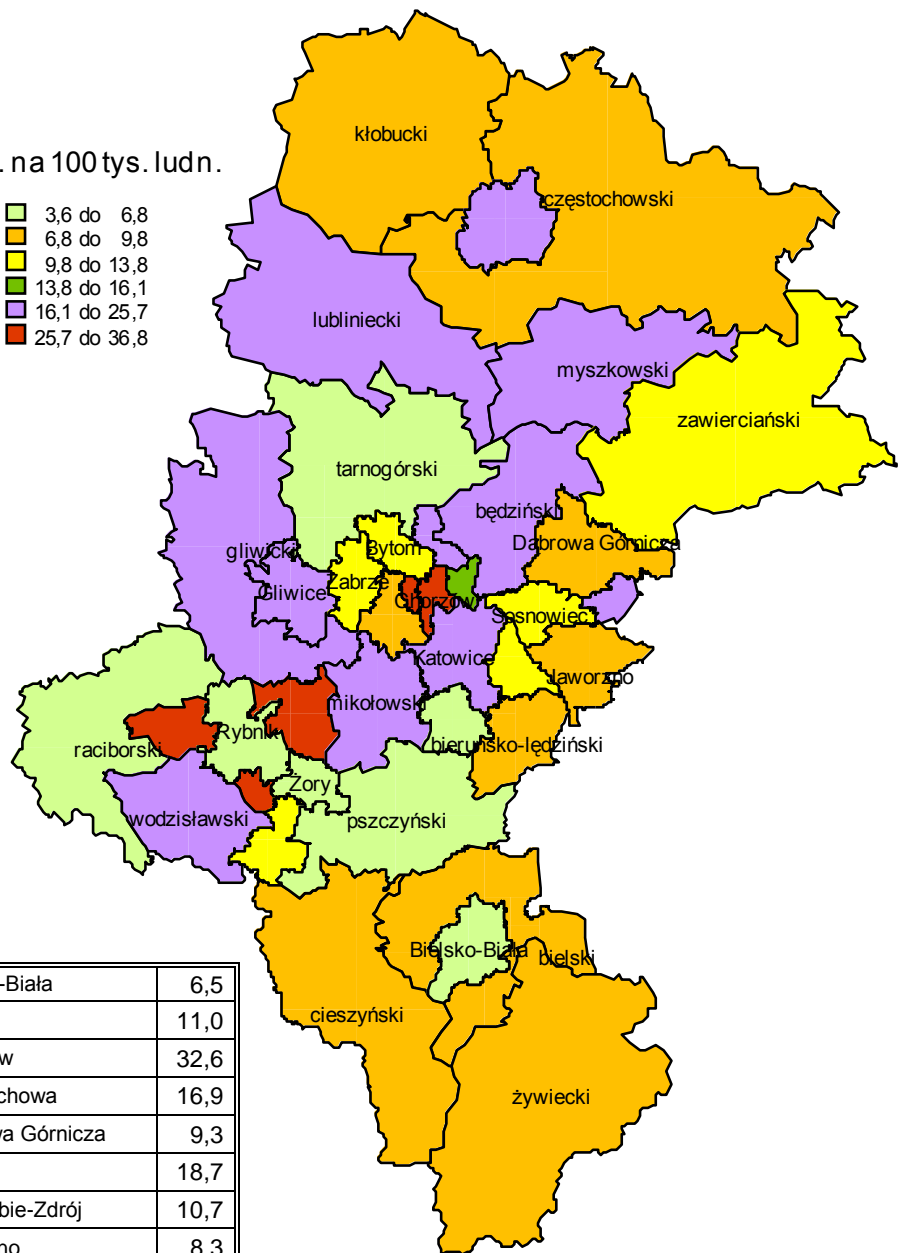 . na 100 tys. ludn.
3,6 do 6,8
6,8 do 9,8
9,8 do 13,8
13,8 do 16,1
16,1 do 25,7
25,7 do 36,8
kłobucki
częstochowski
lubliniecki
myszkowski
zawierciański
tarnogórski
będziński
Dąbrowa Górnicza
gliwicki
Bytom
Zabrze
Gliwice
Chorzów
Sosnowiec
Katowice
Jaworzno
mikołowski
Rybnik
raciborski
bieruńsko-lędziński
Żory
wodzisławski
pszczyński
Bielsko-Biała
bielski
cieszyński
żywiecki
-Biała 6,5
11,0
w 32,6
chowa 16,9
va Górnicza 9,3
18,7
bie-Zdrój 10,7
no 8,3